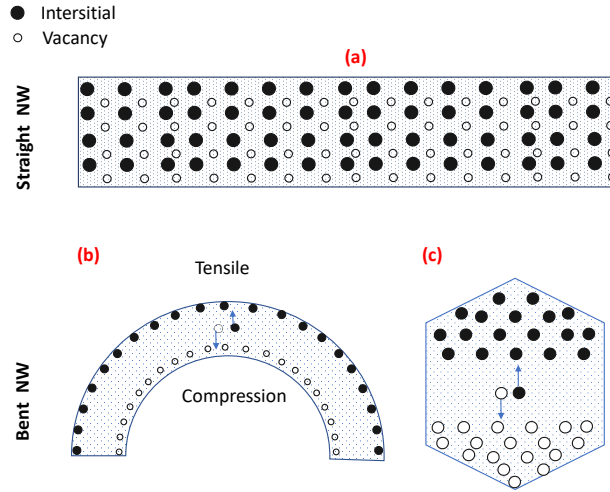 Intersitial
Vacancy
(a)
Straight NW
(b)
(c)
Tensile
Compression
Bent NW